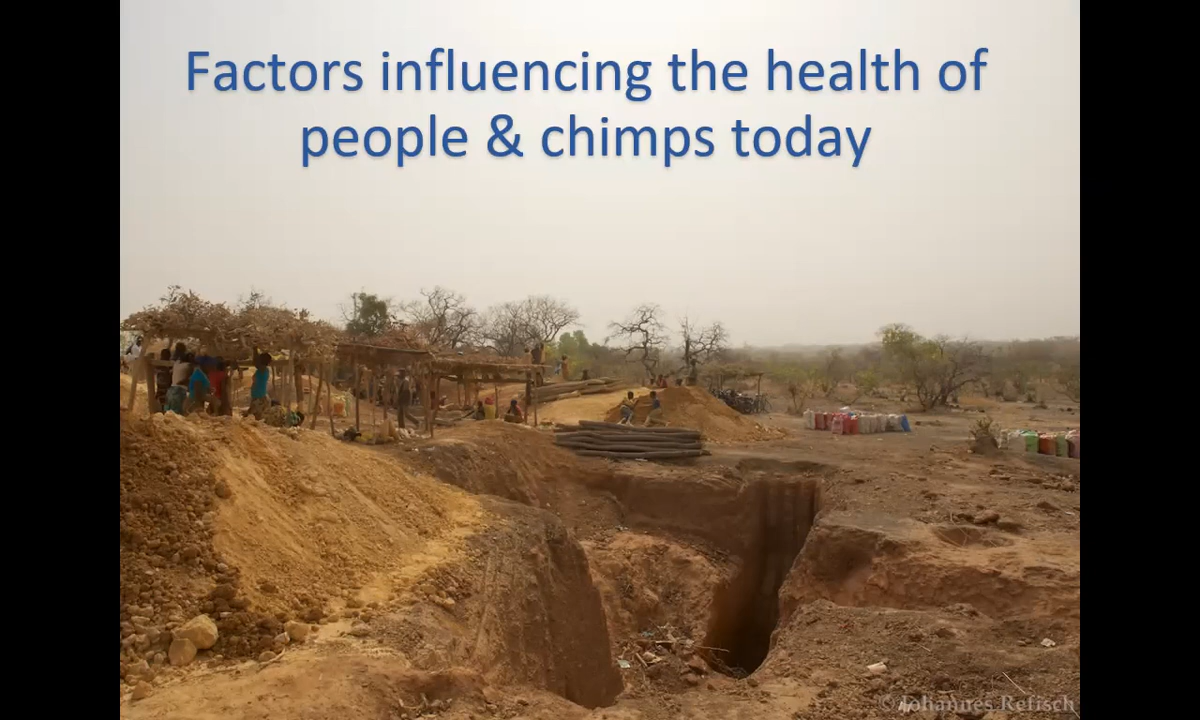 Factors influencing the health of
people & chimps today
© Johannes Refisch